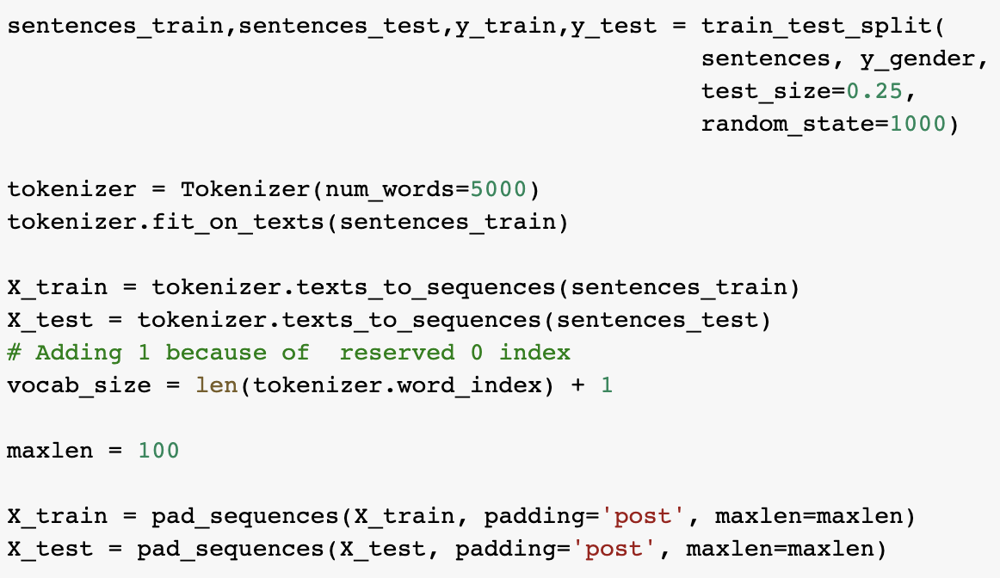 sentences_train,sentences_test,y_train,y_test = train_test_split(
sentences, y_gender,
test_size=0.25,
random_state=1000)
tokenizer = Tokenizer(num_words=5000)
tokenizer.fit_on_texts(sentences_train)
X_train = tokenizer.texts_to_sequences(sentences_train)
X_test = tokenizer.texts_to_sequences(sentences_test)
# Adding 1 because of  reserved 0 index
vocab_size = len(tokenizer.word_index) + 1
maxlen = 100
X_train = pad_sequences(X_train, padding='post', maxlen=maxlen)
X_test = pad_sequences(X_test, padding='post', maxlen=maxlen)